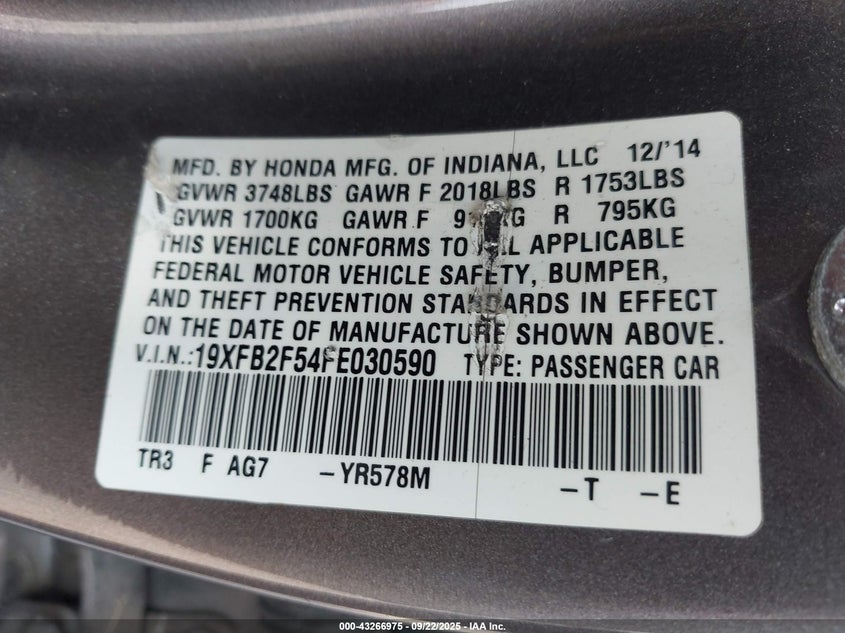 MFD. BY HONDA MFG. OF INDIANA, LLC 12/'14
GVWR 3748LBS GAWR F 2018LBS R 1753LBS
GVWR 1700KG GAWR F R 795KG
THIS VEHICLE CONFORMS TO ALL APPLICABLE
FEDERAL MOTOR VEHICLE SAFETY, BUMPER,
AND THEFT PREVENTION STANDARDS IN EFFECT
ON THE DATE OF MANUFACTURE SHOWN ABOVE.
V.I.N.:19XFB2F54FE030590 TYPE: PASSENGER CAR
TR3 F AG7 -YR578M -T -E
000-43266975 | 09/22/2025 | IAA Inc.